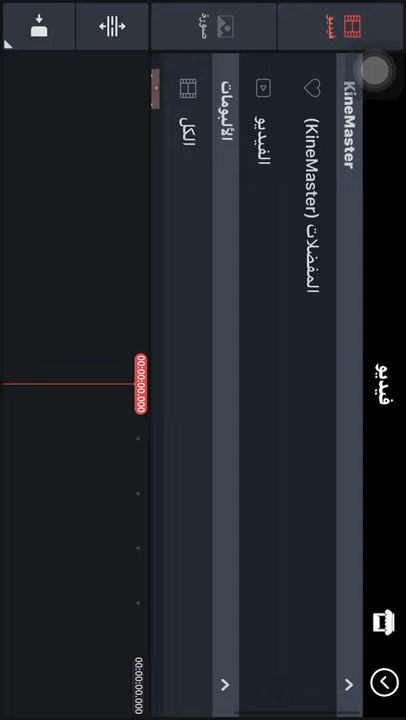 فيديو
فيديو
صورة
KineMaster
المفضلات (KineMaster)
الفيديو
الألبومات
الكل
00:00:00.000
00:00:00.000